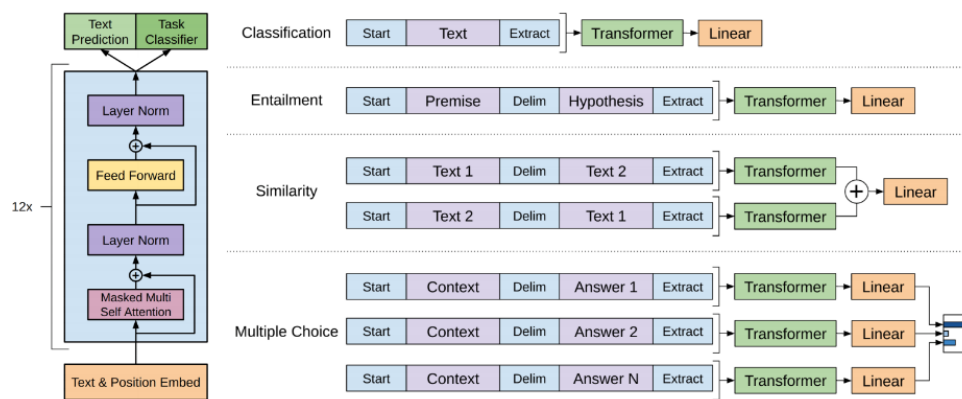 Text Prediction
Task Classifier
12x
Layer Norm
Feed Forward
Layer Norm
Masked Multi
Self Attention
Text & Position Embed
Classification
Start Text Extract Transformer Linear
Entailment
Start Premise Delim Hypothesis Extract Transformer Linear
Similarity
Start Text 1 Delim Text 2 Extract Transformer
Start Text 2 Delim Text 1 Extract Transformer
+ Linear
Multiple Choice
Start Context Delim Answer 1 Extract Transformer Linear
Start Context Delim Answer 2 Extract Transformer Linear
Start Context Delim Answer N Extract Transformer Linear